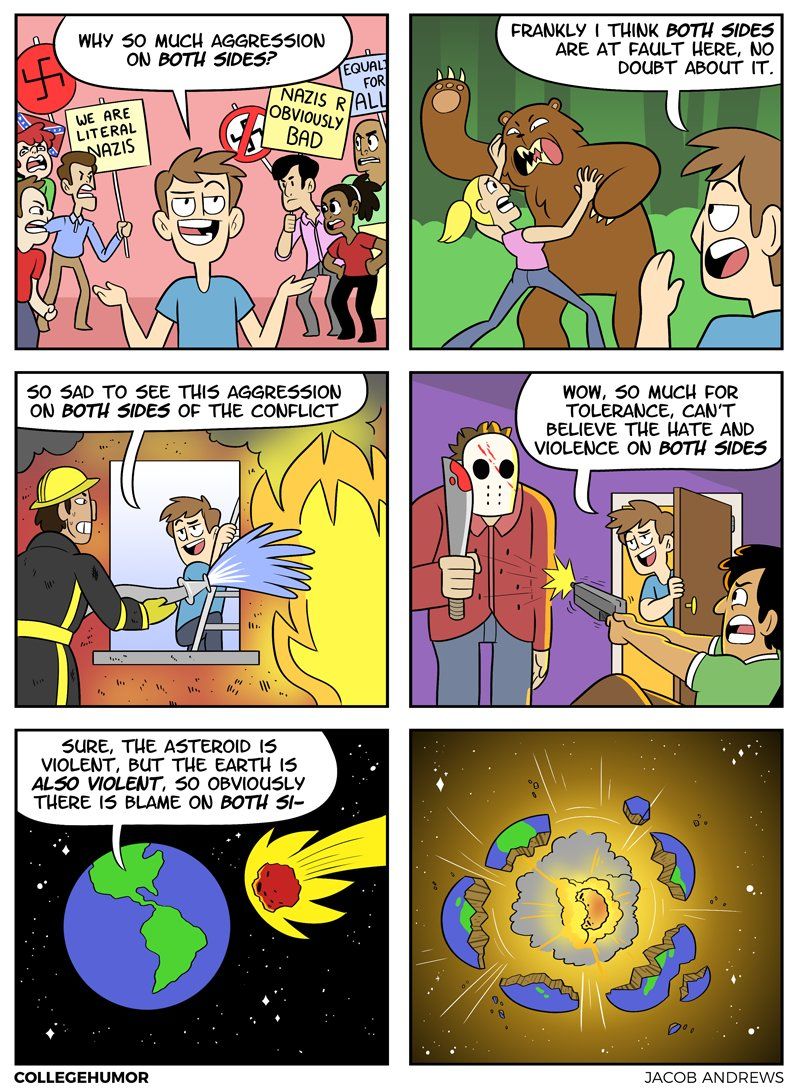 WHY SO MUCH AGGRESSION
ON BOTH SIDES?
WE ARE
LITERAL
NAZIS
NAZIS R
OBVIOUSLY
BAD
EQUAL
FOR
ALL
FRANKLY I THINK BOTH SIDES
ARE AT FAULT HERE, NO
DOUBT ABOUT IT.
SO SAD TO SEE THIS AGGRESSION
ON BOTH SIDES OF THE CONFLICT
WOW, SO MUCH FOR
TOLERANCE, CAN'T
BELIEVE THE HATE AND
VIOLENCE ON BOTH SIDES
SURE, THE ASTEROID IS
VIOLENT, BUT THE EARTH IS
ALSO VIOLENT, SO OBVIOUSLY
THERE IS BLAME ON BOTH SI-
COLLEGEHUMOR
JACOB ANDREWS